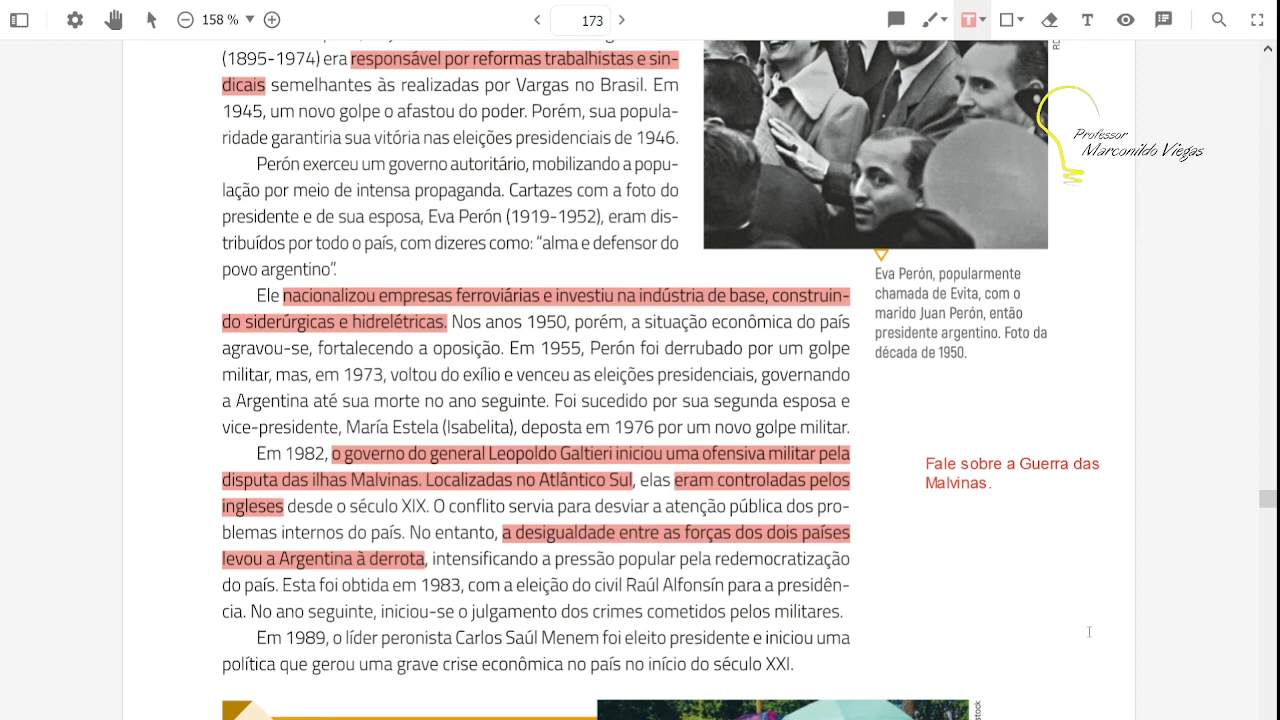 158 %
173
(1895-1974) era responsável por reformas trabalhistas e sin-
dicais semelhantes às realizadas por Vargas no Brasil. Em
1945, um novo golpe o afastou do poder. Porém, sua popula-
ridade garantiria sua vitória nas eleições presidenciais de 1946.
Perón exerceu um governo autoritário, mobilizando a popu-
lação por meio de intensa propaganda. Cartazes com a foto do
presidente e de sua esposa, Eva Perón (1919-1952), eram dis-
tribuídos por todo o país, com dizeres como: “alma e defensor do
povo argentino”.
Ele nacionalizou empresas ferroviárias e investiu na indústria de base, construin-
do siderúrgicas e hidrelétricas. Nos anos 1950, porém, a situação econômica do país
agravou-se, fortalecendo a oposição. Em 1955, Perón foi derrubado por um golpe
militar, mas, em 1973, voltou do exílio e venceu as eleições presidenciais, governando
a Argentina até sua morte no ano seguinte. Foi sucedido por sua segunda esposa e
vice-presidente, María Estela (Isabelita), deposta em 1976 por um novo golpe militar.
Em 1982, o governo do general Leopoldo Galtieri iniciou uma ofensiva militar pela
disputa das ilhas Malvinas. Localizadas no Atlântico Sul, elas eram controladas pelos
ingleses desde o século XIX. O conflito servia para desviar a atenção pública dos pro-
blemas internos do país. No entanto, a desigualdade entre as forças dos dois países
levou a Argentina à derrota, intensificando a pressão popular pela redemocratização
do país. Esta foi obtida em 1983, com a eleição do civil Raúl Alfonsín para a presidên-
cia. No ano seguinte, iniciou-se o julgamento dos crimes cometidos pelos militares.
Em 1989, o líder peronista Carlos Saúl Menem foi eleito presidente e iniciou uma
política que gerou uma grave crise econômica no país no início do século XXI.
Professor
Marconildo Viegas
Eva Perón, popularmente
chamada de Evita, com o
marido Juan Perón, então
presidente argentino. Foto da
década de 1950.
Fale sobre a Guerra das
Malvinas.